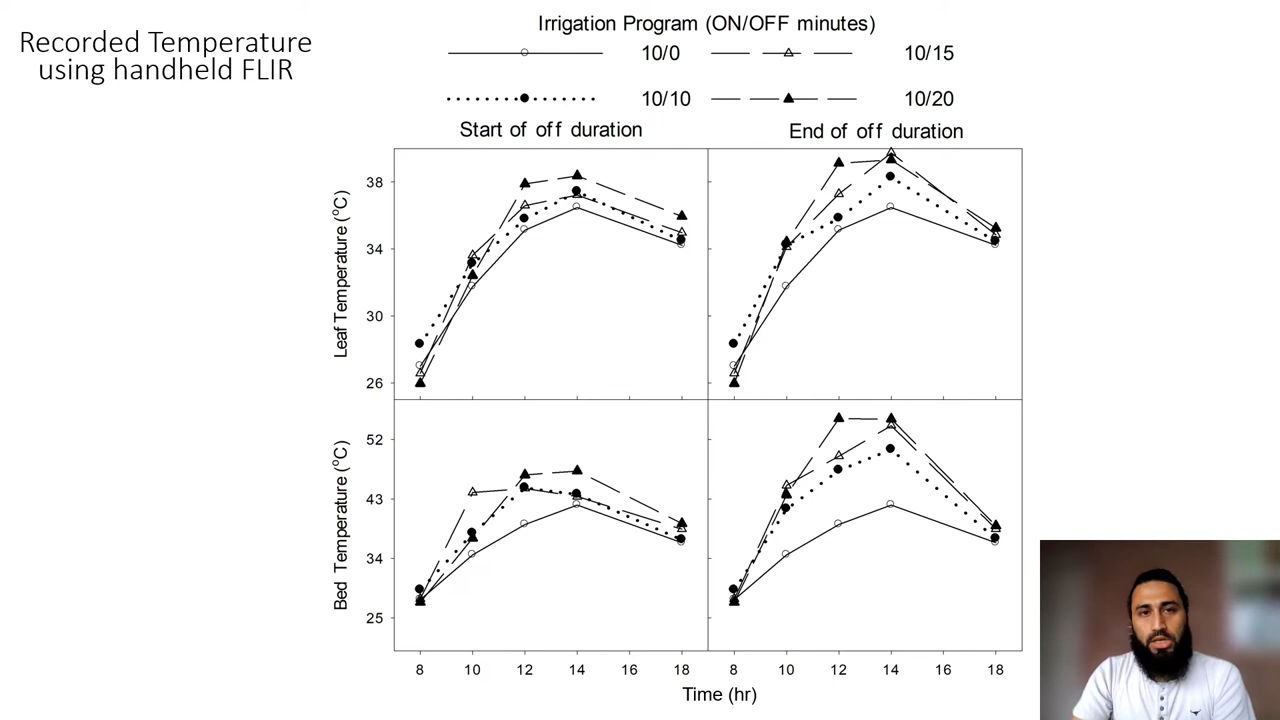 Recorded Temperature
using handheld FLIR
Irrigation Program (ON/OFF minutes)
10/0
10/15
10/10
10/20
Start of off duration
End of off duration
Leaf Temperature (°C)
38
34
30
26
Bed Temperature (°C)
52
43
34
25
8 10 12 14 16 18
8 10 12 14 16 18
Time (hr)